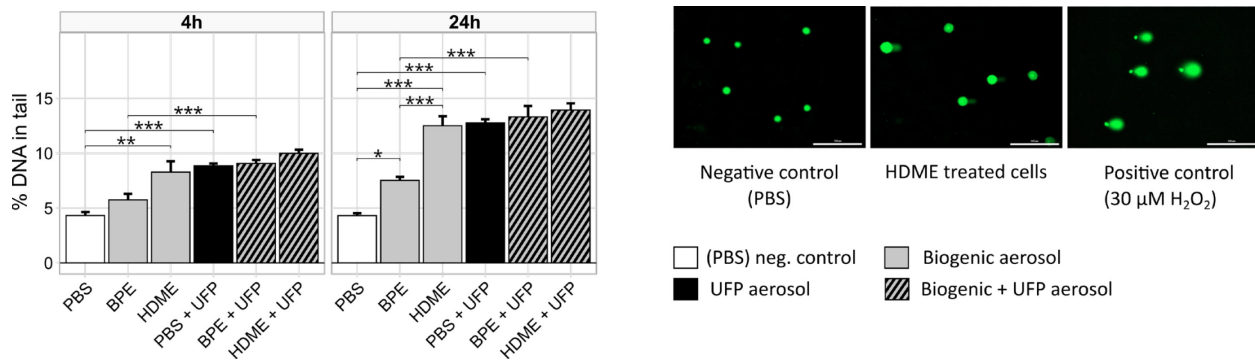 4h
24h
% DNA in tail
15
10
5
0
***
***
**
***
***
***
***
***
*
PBS
BPE
HDME
PBS + UFP
BPE + UFP
HDME + UFP
PBS
BPE
HDME
PBS + UFP
BPE + UFP
HDME + UFP
Negative control
(PBS)
HDME treated cells
Positive control
(30 µM H₂O₂)
(PBS) neg. control
Biogenic aerosol
UFP aerosol
Biogenic + UFP aerosol